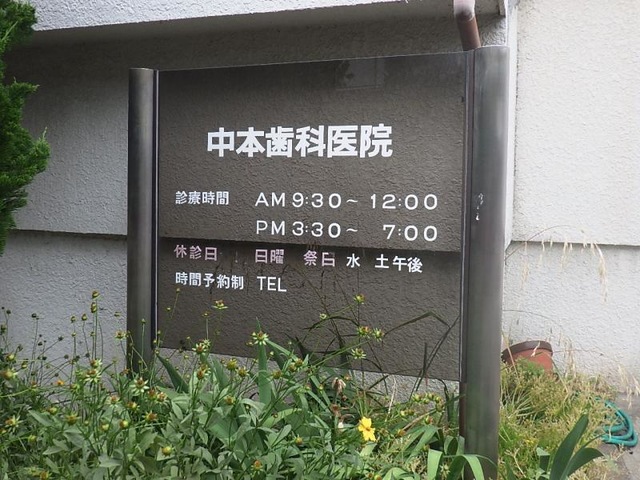 中本歯科医院
診療時間 AM 9:30~ 12:00
PM 3:30~ 7:00
休診日 : 日曜 祭日 水 土午後
時間予約制 TEL